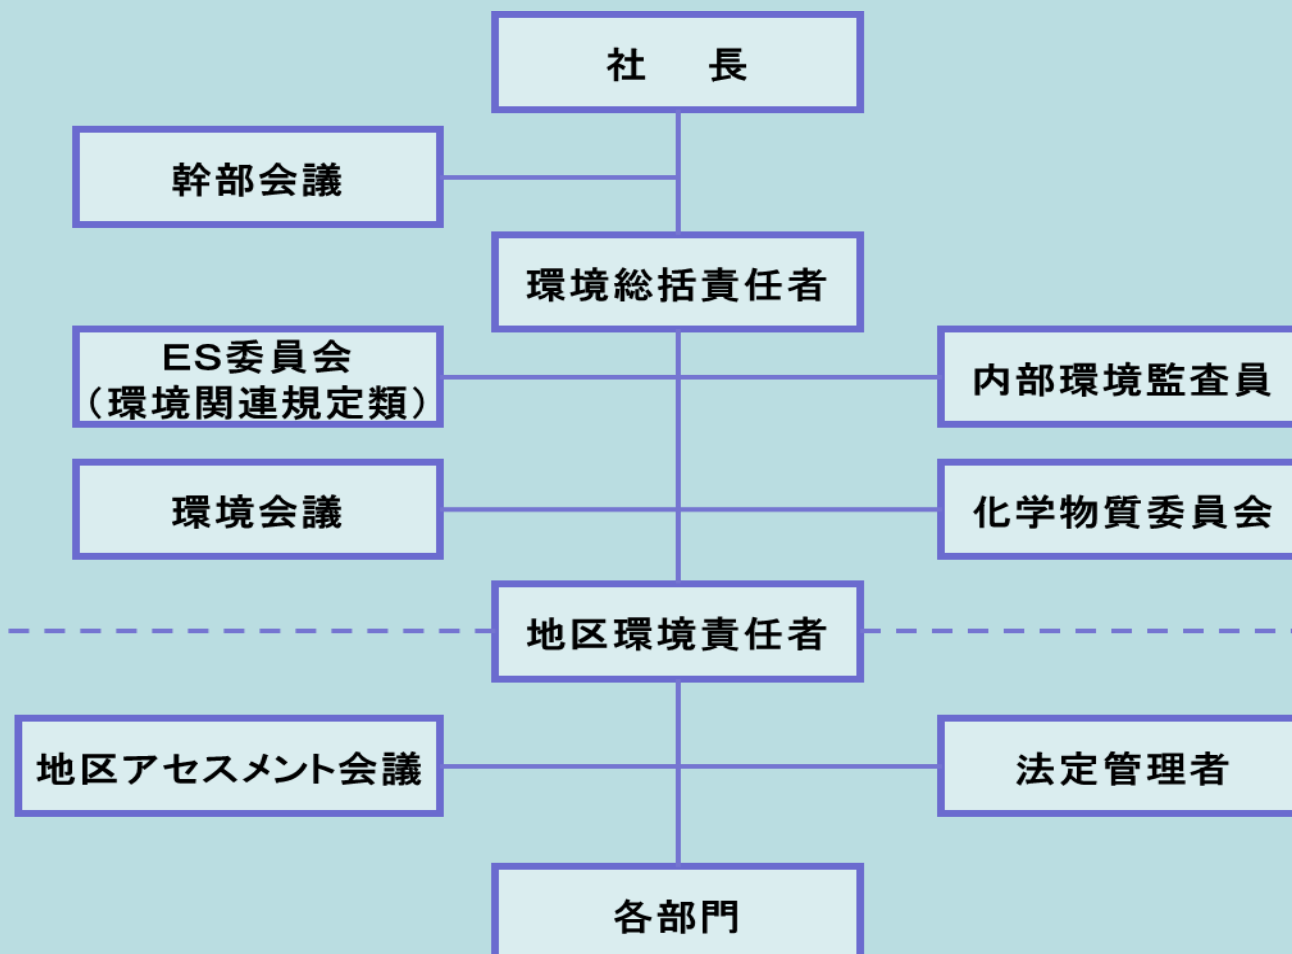 社　長
幹部会議
環境総括責任者
ES委員会
（環境関連規定類）
内部環境監査員
環境会議
化学物質委員会
地区環境責任者
地区アセスメント会議
法定管理者
各部門